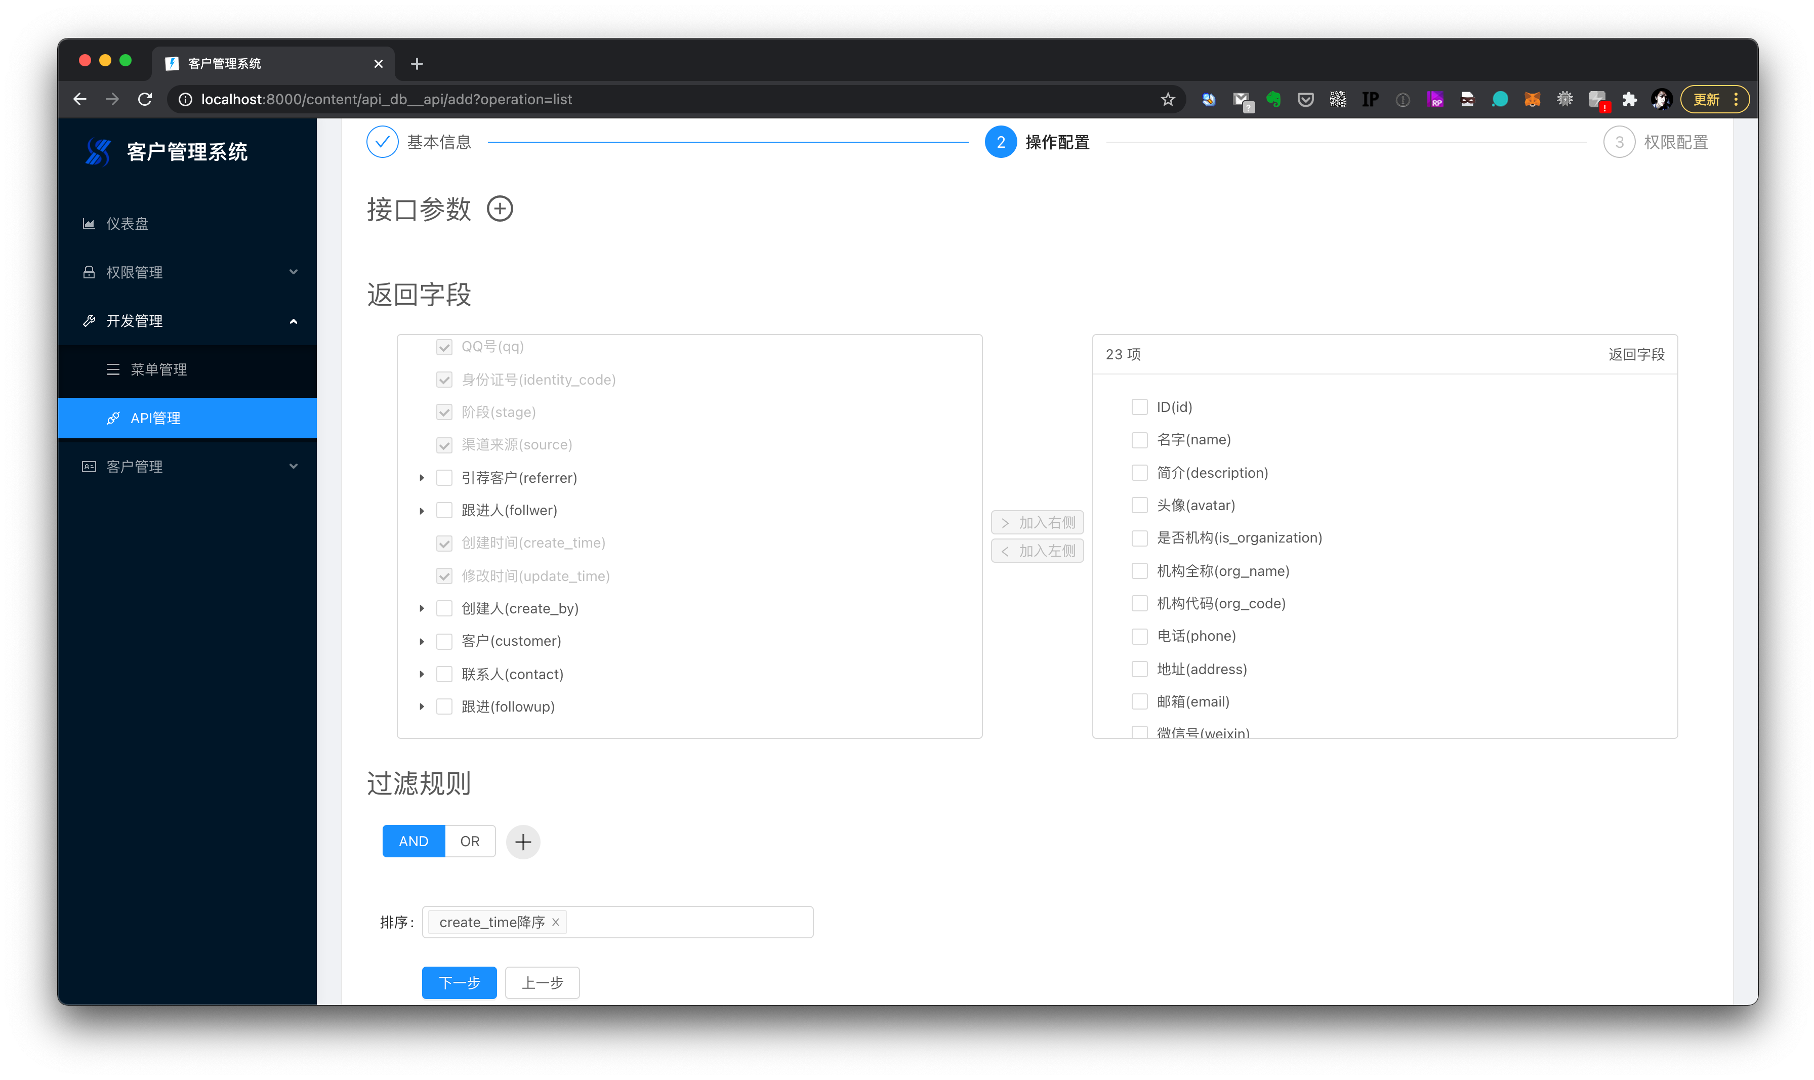 客户管理系统
localhost:8000/content/api_db__api/add?operation=list
IP
RP
更新
客户管理系统
仪表盘
权限管理
开发管理
菜单管理
API管理
客户管理
基本信息
2 操作配置
3 权限配置
接口参数
返回字段
QQ号(qq)
身份证号(identity_code)
阶段(stage)
渠道来源(source)
引荐客户(referrer)
跟进人(follwer)
创建时间(create_time)
修改时间(update_time)
创建人(create_by)
客户(customer)
联系人(contact)
跟进(followup)
> 加入右侧
< 加入左侧
23 项 返回字段
ID(id)
名字(name)
简介(description)
头像(avatar)
是否机构(is_organization)
机构全称(org_name)
机构代码(org_code)
电话(phone)
地址(address)
邮箱(email)
微信号(weixin)
过滤规则
AND OR
排序: create_time降序
下一步 上一步